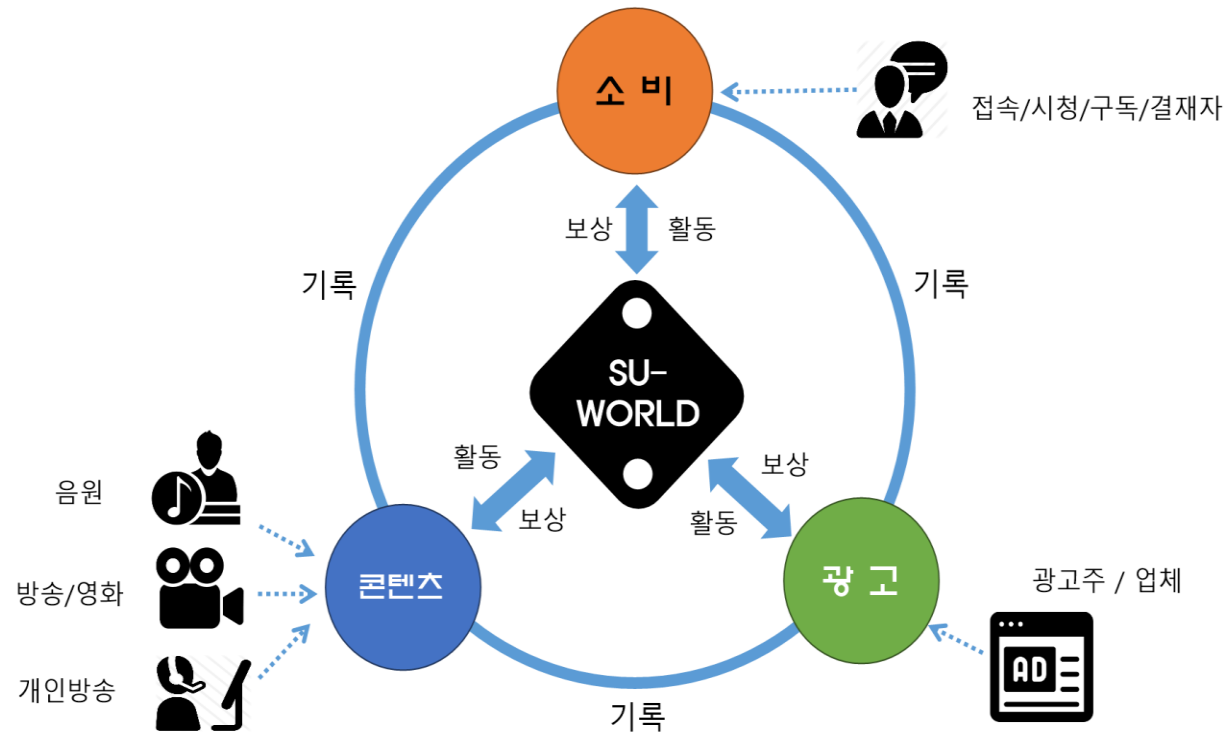 소 비
접속/시청/구독/결재자
보상
활동
기록
기록
SU-
WORLD
활동
보상
보상
활동
음원
방송/영화
개인방송
콘텐츠
광 고
광고주 / 업체
AD
기록